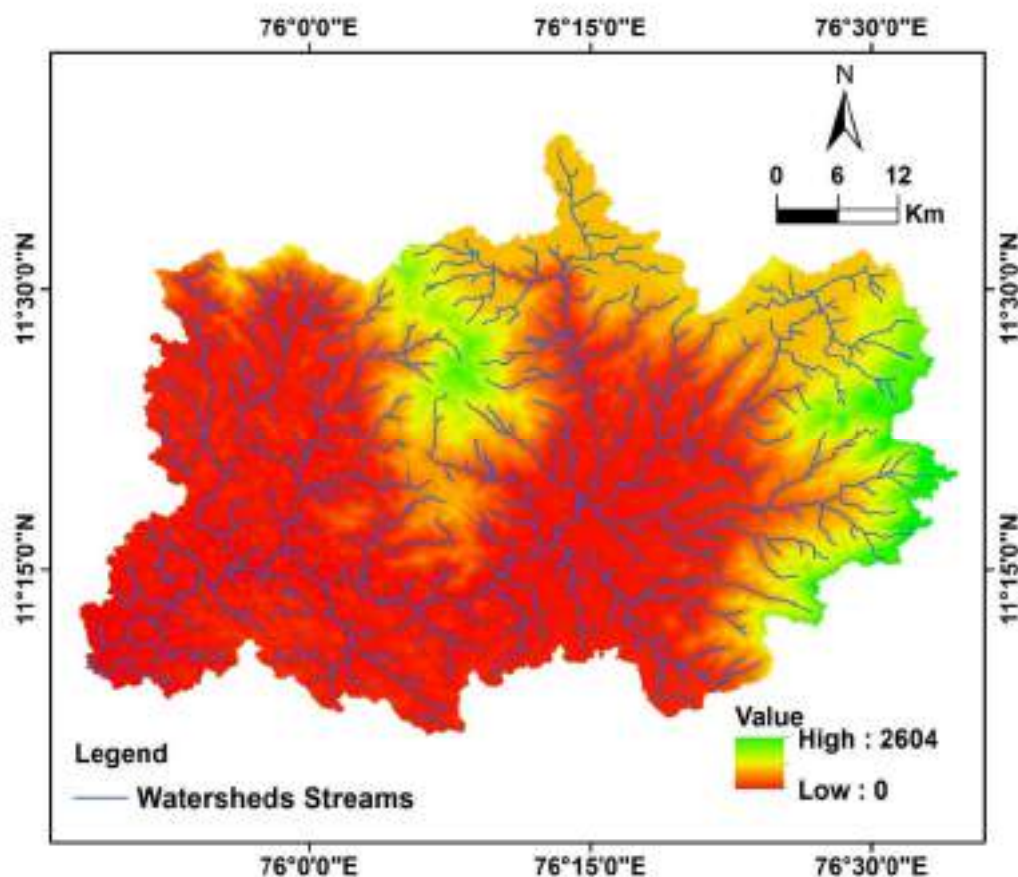 76°0'0"E 76°15'0"E 76°30'0"E
N
0 6 12
Km
11°30'0"N 11°30'0"N
11°15'0"N 11°15'0"N
Value
High : 2604
Low : 0
Legend
Watersheds Streams
76°0'0"E 76°15'0"E 76°30'0"E